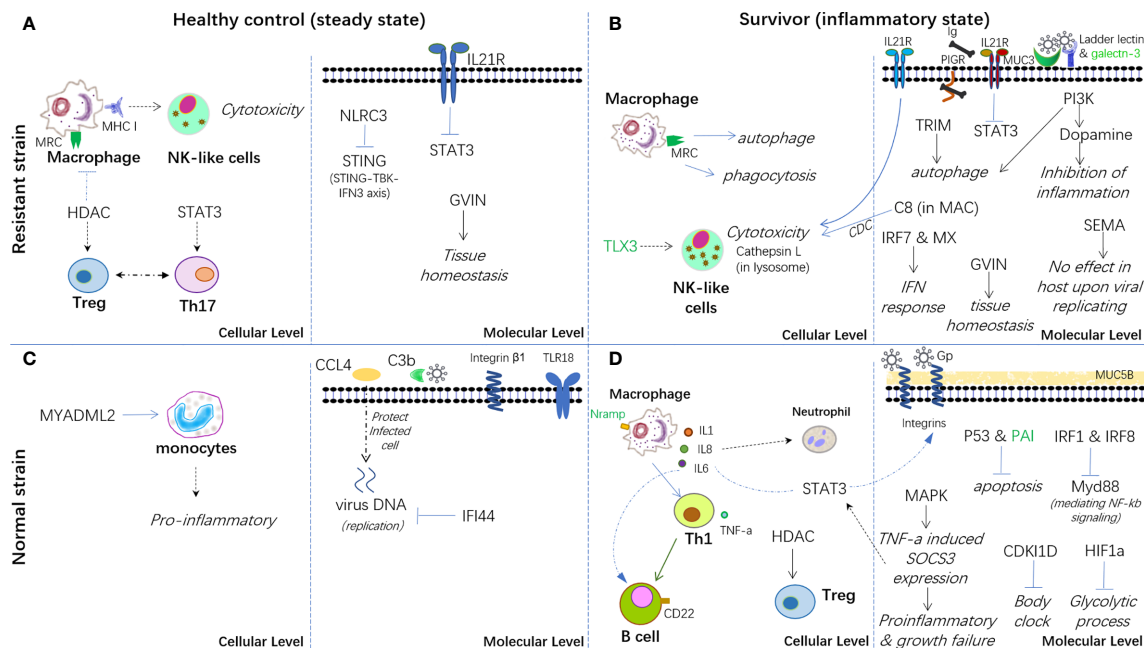 Healthy control (steady state)
Survivor (inflammatory state)
Resistant strain
Normal strain
A
MRC
MHC I
Macrophage
Cytotoxicity
NK-like cells
HDAC
STAT3
Treg
Th17
Cellular Level
IL21R
NLRC3
STING
(STING-TBK-
IFN3 axis)
STAT3
GVIN
Tissue
homeostasis
Molecular Level
B
Macrophage
MRC
autophage
phagocytosis
TLX3
Cytotoxicity
Cathepsin L
(in lysosome)
NK-like
cells
Cellular Level
IL21R
Ig
PIGR
IL21R
MUC3
Ladder lectin
& galectn-3
TRIM
STAT3
PI3K
Dopamine
autophage
Inhibition of
inflammation
C8 (in MAC)
CDC
IRF7 & MX
IFN
response
GVIN
tissue
homeostasis
SEMA
No effect in
host upon viral
replicating
Molecular Level
C
MYADML2
monocytes
Pro-inflammatory
Cellular Level
CCL4
C3b
Integrin β1
TLR18
Protect
Infected
cell
virus DNA
(replication)
IFI44
Molecular Level
D
Macrophage
Nramp
IL1
IL8
IL6
Neutrophil
Th1
TNF-a
STAT3
HDAC
Treg
CD22
B cell
Cellular Level
Gp
MUC5B
Integrins
P53 & PAI
apoptosis
IRF1 & IRF8
Myd88
(mediating NF-kb
signaling)
MAPK
TNF-a induced
SOCS3
expression
Proinflammatory
& growth failure
CDKI1D
Body
clock
HIF1a
Glycolytic
process
Molecular Level